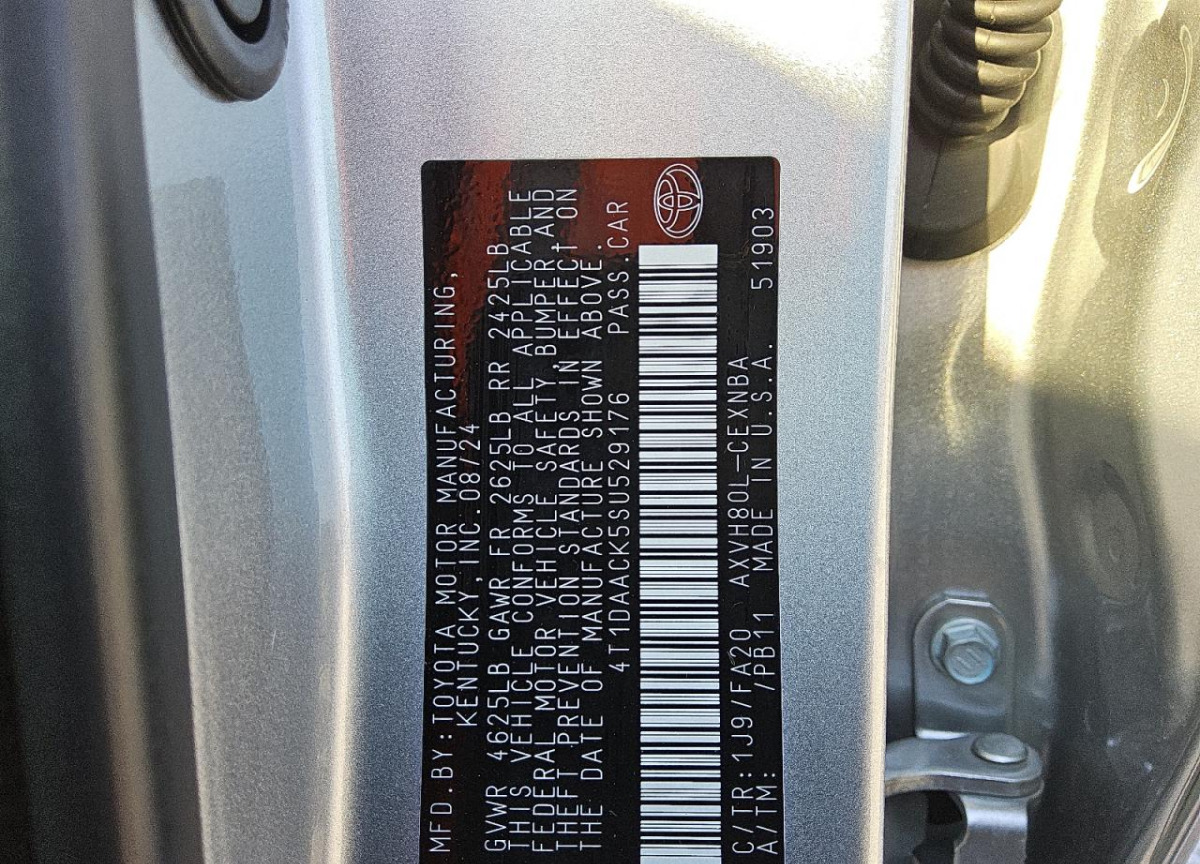 MFD.BY:TOYOTA MOTOR MANUFACTURING,
KENTUCKY,INC.08/24
GVWR 4625LB GAWR FR 2625LB RR 2425LB
THIS VEHICLE CONFORMS TO ALL APPLICABLE
FEDERAL MOTOR VEHICLE SAFETY,BUMPER,AND
THEFT PREVENTION STANDARDS IN EFFECT ON
THE DATE OF MANUFACTURE SHOWN ABOVE.
4T1DAACK5SU529176 PASS.CAR
C/TR:1J9/FA20 AXVH80L-CEXNBA
A/TM: /PB11 MADE IN U.S.A. 51903